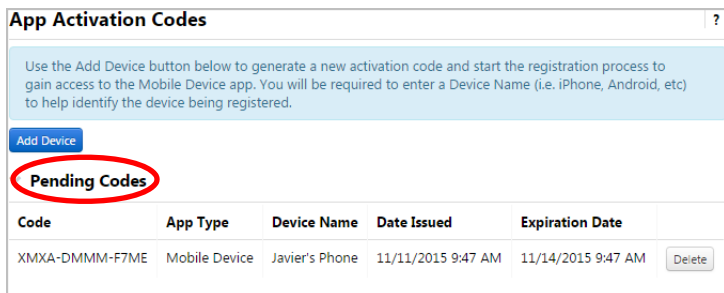 App Activation Codes
?
Use the Add Device button below to generate a new activation code and start the registration process to
gain access to the Mobile Device app. You will be required to enter a Device Name (i.e. iPhone, Android, etc)
to help identify the device being registered.
Add Device
Pending Codes
Code App Type Device Name Date Issued Expiration Date
XMXA-DMMM-F7ME Mobile Device Javier's Phone 11/11/2015 9:47 AM 11/14/2015 9:47 AM Delete